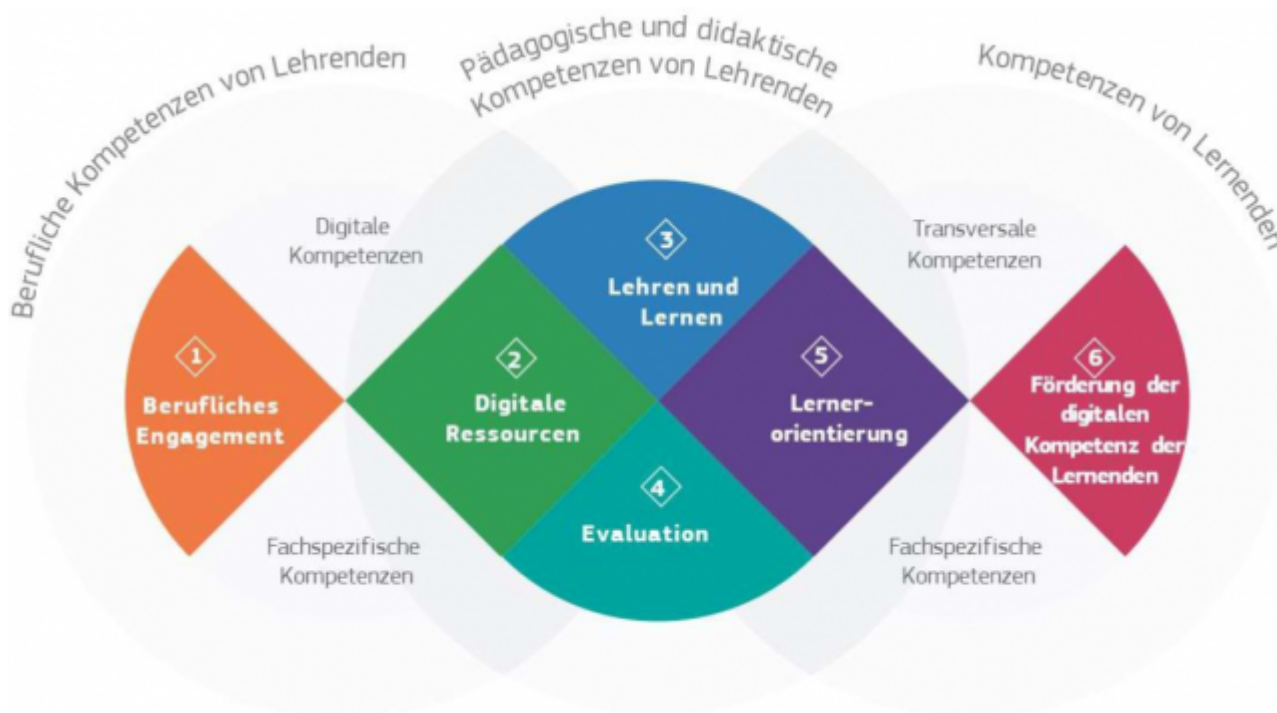 Berufliche Kompetenzen von Lehrenden
Pädagogische und didaktische
Kompetenzen von Lehrenden
Kompetenzen von Lernenden
Digitale
Kompetenzen
Transversale
Kompetenzen
1
Berufliches
Engagement
2
Digitale
Ressourcen
3
Lehren und
Lernen
4
Evaluation
5
Lerner-
orientierung
6
Förderung der
digitalen
Kompetenz der
Lernenden
Fachspezifische
Kompetenzen
Fachspezifische
Kompetenzen